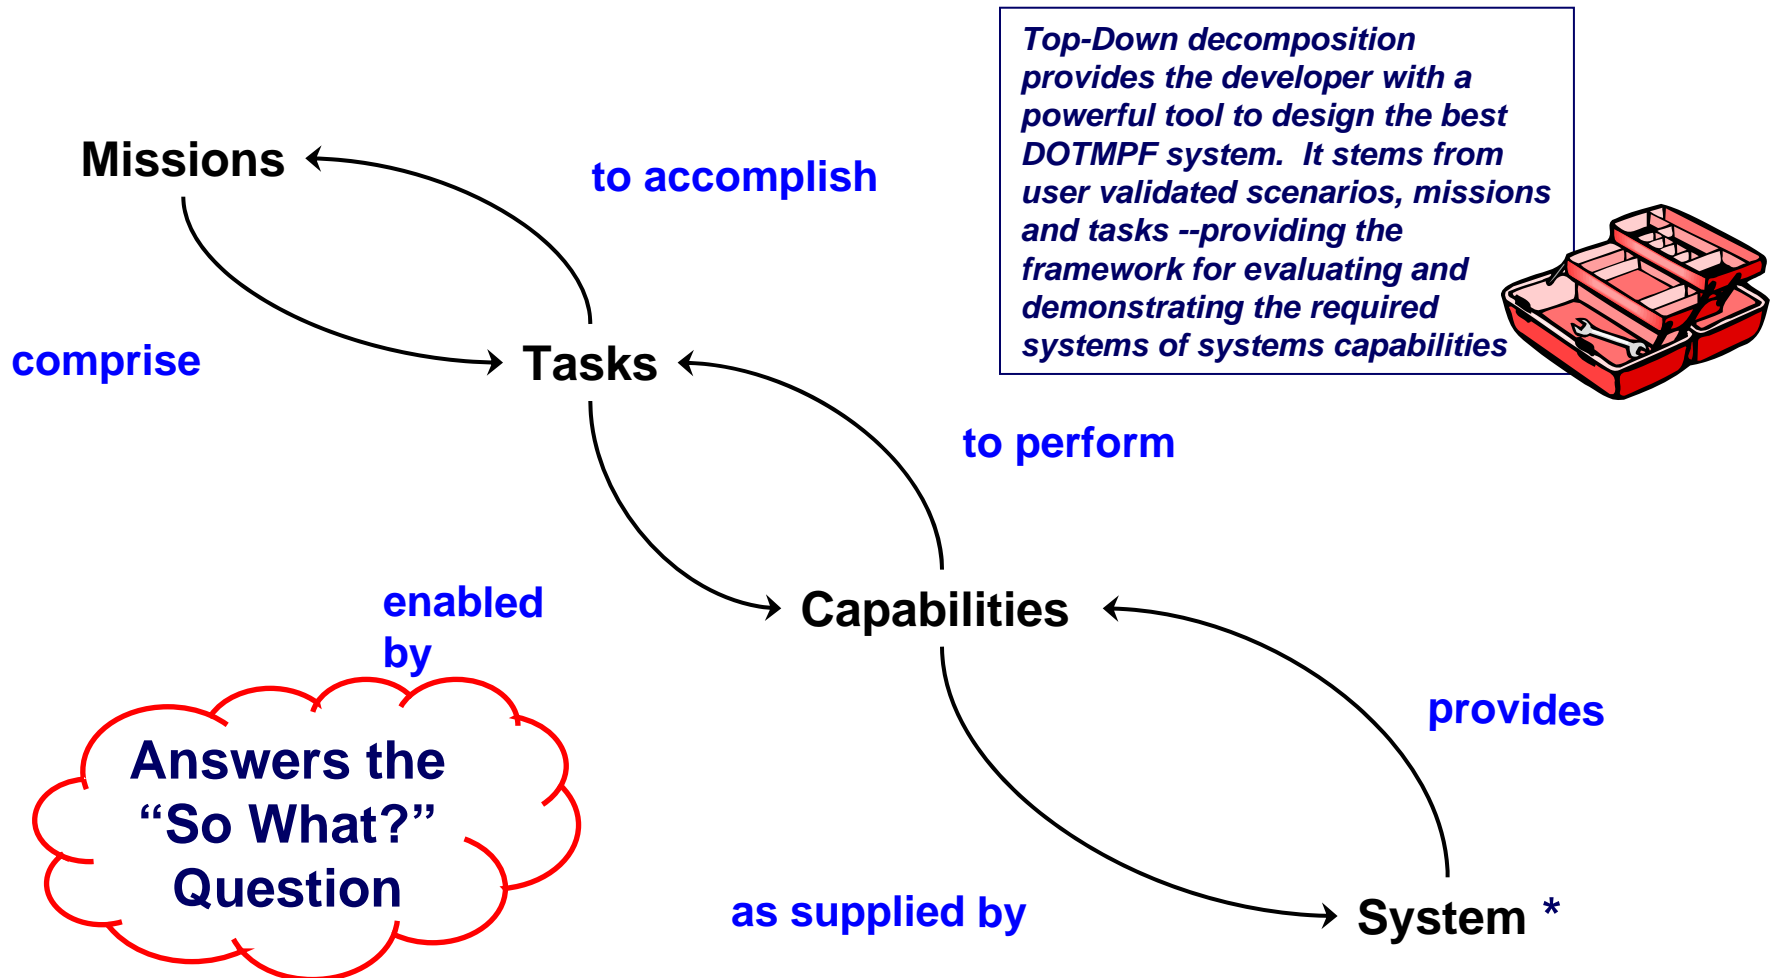 Top-Down decomposition
provides the developer with a
powerful tool to design the best
DOTMPF system.  It stems from
user validated scenarios, missions
and tasks --providing the
framework for evaluating and
demonstrating the required
systems of systems capabilities
Missions
to accomplish
comprise
Tasks
to perform
enabled
by
Capabilities
provides
Answers the
“So What?”
Question
as supplied by
System *